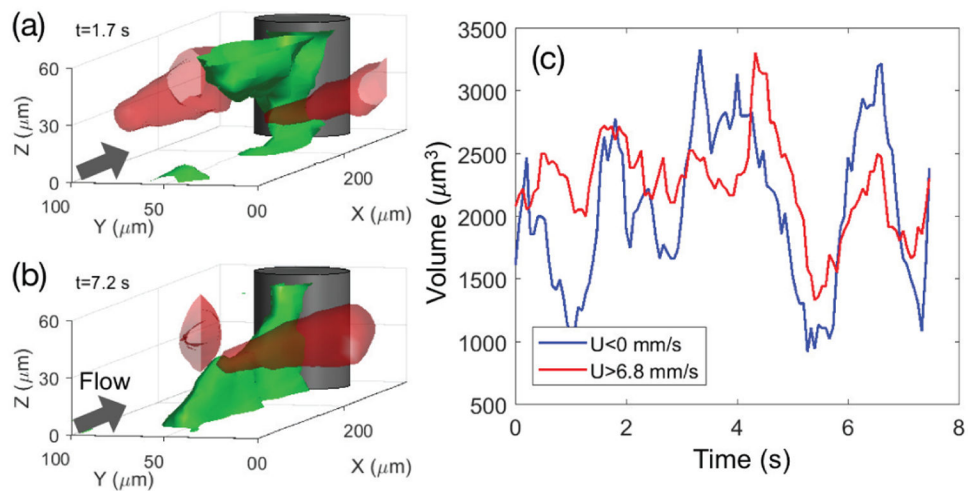 (a)
t=1.7 s
60
30
0
Z (µm)
100
50
00
Y (µm)
200
X (µm)
(b)
t=7.2 s
60
30
0
Z (µm)
Flow
100
50
00
Y (µm)
200
X (µm)
(c)
3500
3000
2500
2000
1500
1000
500
Volume (µm³)
U<0 mm/s
U>6.8 mm/s
0 2 4 6 8
Time (s)